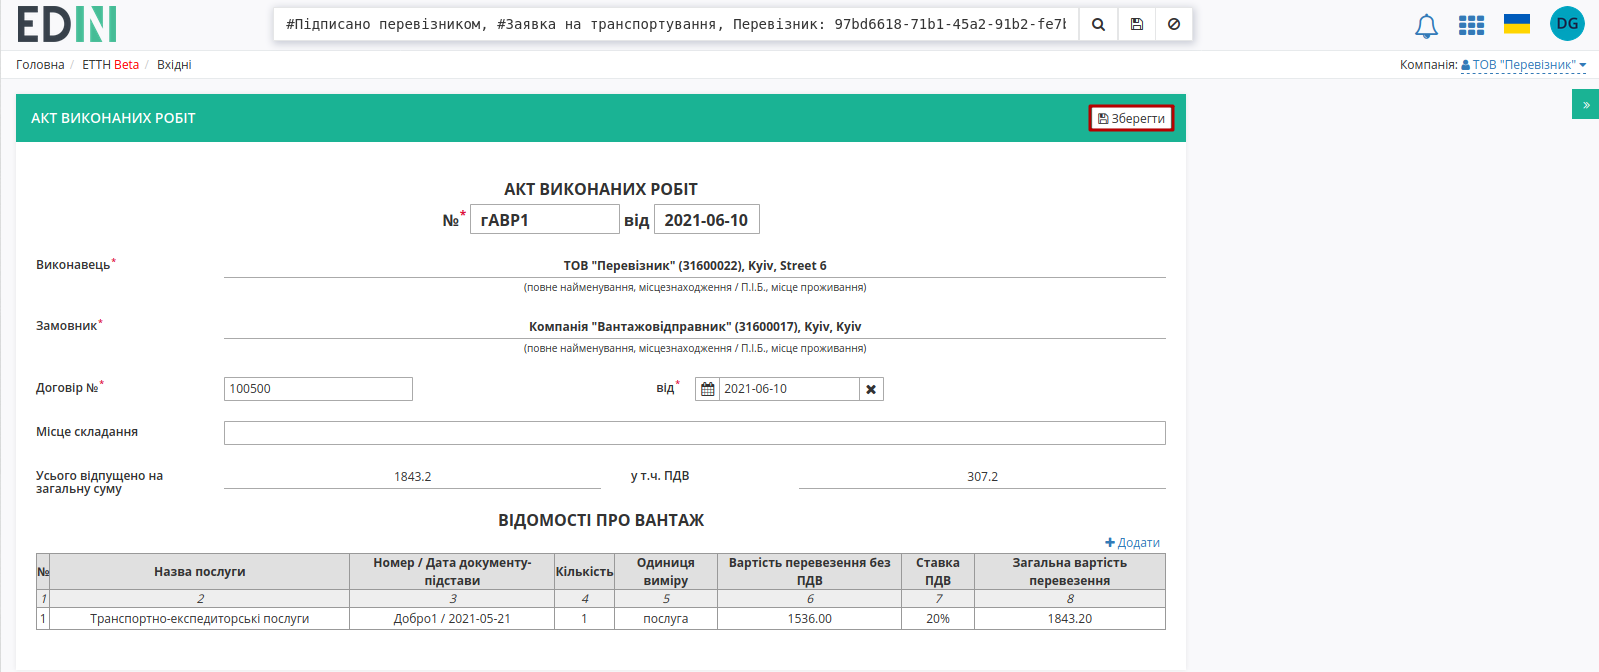 EDIN
#Підписано перевізником, #Заявка на транспортування, Перевізник: 97bd6618-71b1-45a2-91b2-fe7b
DG
Головна / ЕТТН Beta / Вхідні
Компанія: ТОВ "Перевізник"
»
АКТ ВИКОНАНИХ РОБІТ
Зберегти
АКТ ВИКОНАНИХ РОБІТ
№* гАВР1 від 2021-06-10
Виконавець*
ТОВ "Перевізник" (31600022), Kyiv, Street 6
(повне найменування, місцезнаходження / П.І.Б., місце проживання)
Замовник*
Компанія "Вантажовідправник" (31600017), Kyiv, Kyiv
(повне найменування, місцезнаходження / П.І.Б., місце проживання)
Договір №* 100500 від* 2021-06-10
Місце складання
Усього відпущено на загальну суму 1843.2 у т.ч. ПДВ 307.2
ВІДОМОСТІ ПРО ВАНТАЖ
Додати
№ Назва послуги Номер / Дата документу-підстави Кількість Одиниця виміру Вартість перевезення без ПДВ Ставка ПДВ Загальна вартість перевезення
1 2 3 4 5 6 7 8
1 Транспортно-експедиторські послуги Добро1 / 2021-05-21 1 послуга 1536.00 20% 1843.20